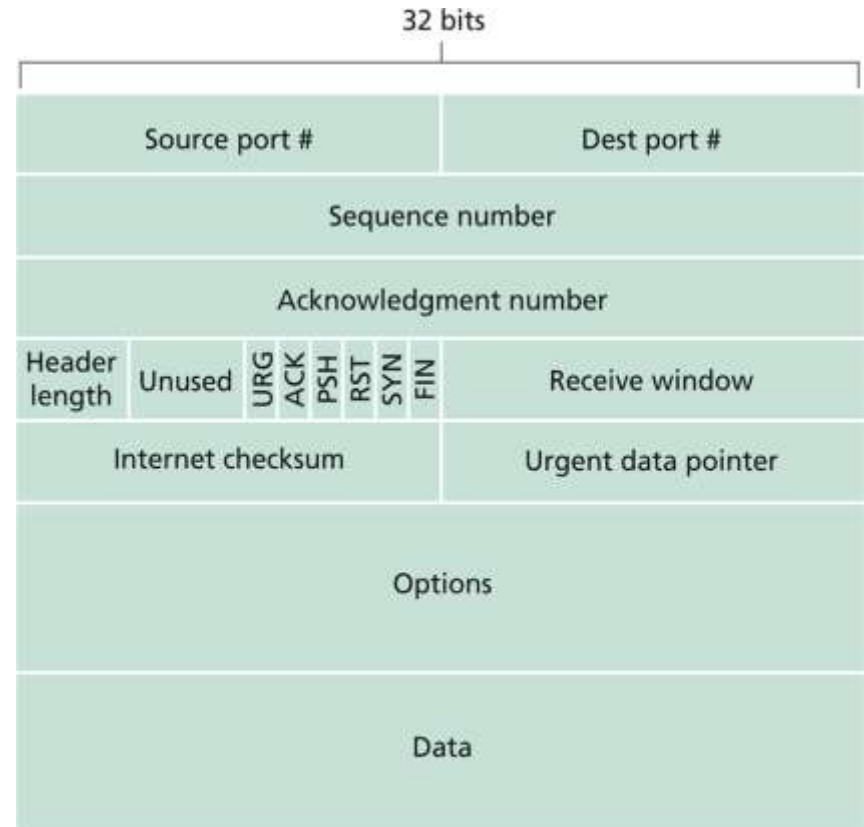 32 bits
Source port # Dest port #
Sequence number
Acknowledgment number
Header length Unused URG ACK PSH RST SYN FIN Receive window
Internet checksum Urgent data pointer
Options
Data